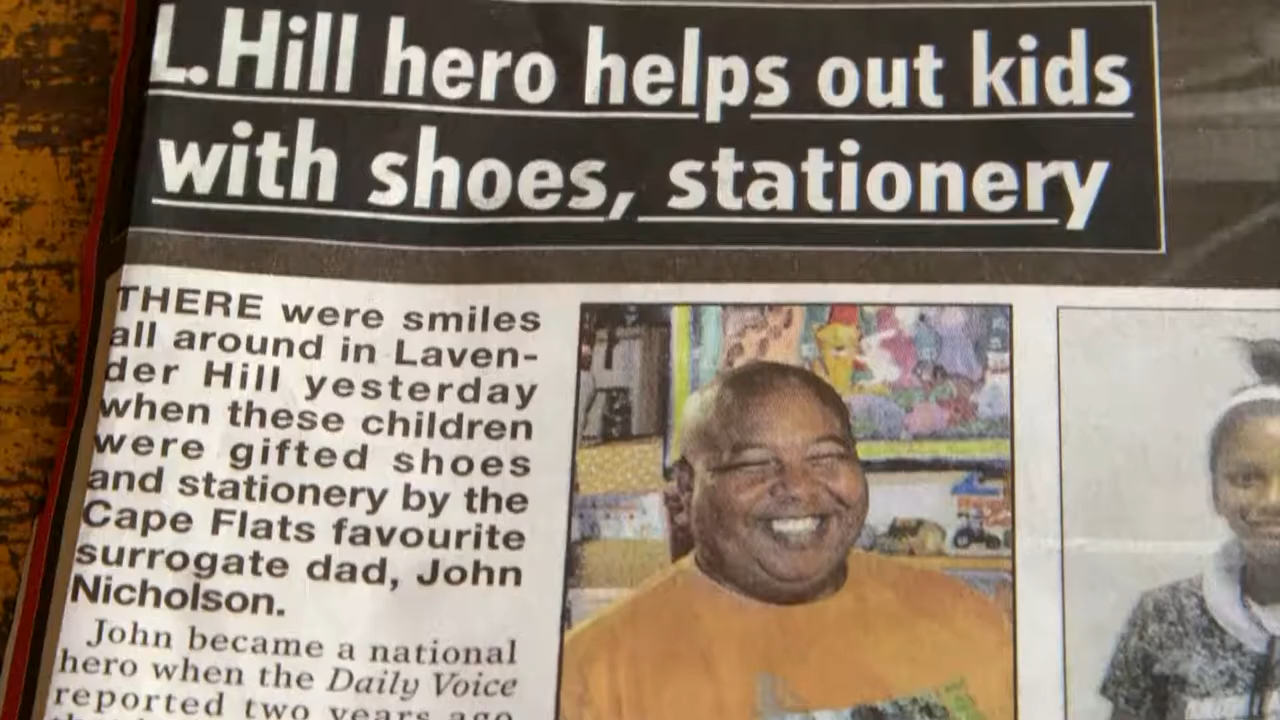 L.Hill hero helps out kids
with shoes, stationery
THERE were smiles
all around in Laven-
der Hill yesterday
when these children
were gifted shoes
and stationery by the
Cape Flats favourite
surrogate dad, John
Nicholson.
John became a national
hero when the Daily Voice
reported two years ago